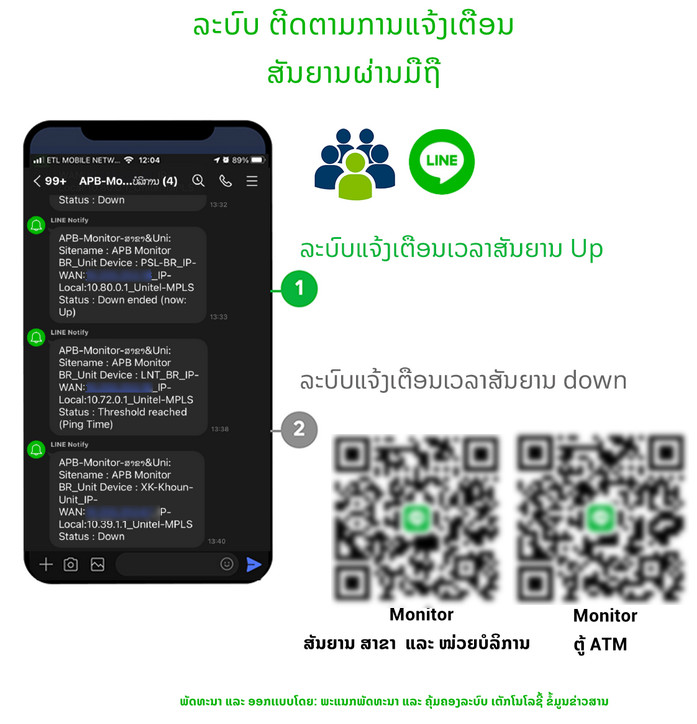 ລະບົບ ຕິດຕາມການແຈ້ງເຕືອນ
ສັນຍານຜ່ານມືຖື
ETL MOBILE NETW... 12:04 89%
99+ APB-Mo...ບໍລິການ (4)
Status : Down
13:32
LINE Notify
APB-Monitor-ສາຂາ&Uni:
Sitename : APB Monitor
BR_Unit Device : PSL-BR_IP-
WAN: _IP-
Local:10.80.0.1_Unitel-MPLS
Status : Down ended (now:
Up)
13:33
LINE Notify
APB-Monitor-ສາຂາ&Uni:
Sitename : APB Monitor
BR_Unit Device : LNT_BR_IP-
WAN: _IP-
Local:10.72.0.1_Unitel-MPLS
Status : Threshold reached
(Ping Time)
13:38
LINE Notify
APB-Monitor-ສາຂາ&Uni:
Sitename : APB Monitor
BR_Unit Device : XK-Khoun-
Unit_IP-
WAN: IP-
Local:10.39.1.1_Unitel-MPLS
Status : Down
13:40
LINE
ລະບົບແຈ້ງເຕືອນເວລາສັນຍານ Up
1
ລະບົບແຈ້ງເຕືອນເວລາສັນຍານ down
2
Monitor
ສັນຍານ ສາຂາ ແລະ ໜ່ວຍບໍລິການ
Monitor
ຕູ້ ATM
ພັດທະນາ ແລະ ອອກແບບໂດຍ: ພະແນກພັດທະນາ ແລະ ຄຸ້ມຄອງລະບົບ ເຕັກໂນໂລຊີ ຂໍ້ມູນຂ່າວສານ